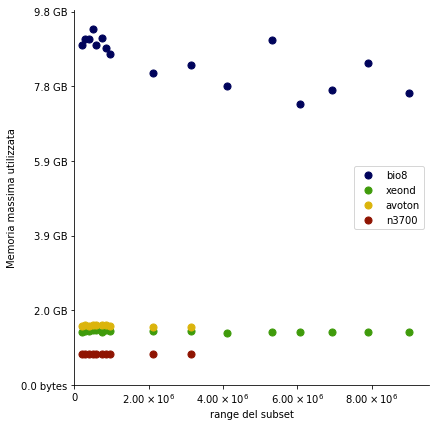 9.8 GB
7.8 GB
5.9 GB
3.9 GB
2.0 GB
0.0 bytes
Memoria massima utilizzata
bio8
xeond
avoton
n3700
0
2.00 × 10⁶
4.00 × 10⁶
6.00 × 10⁶
8.00 × 10⁶
range del subset